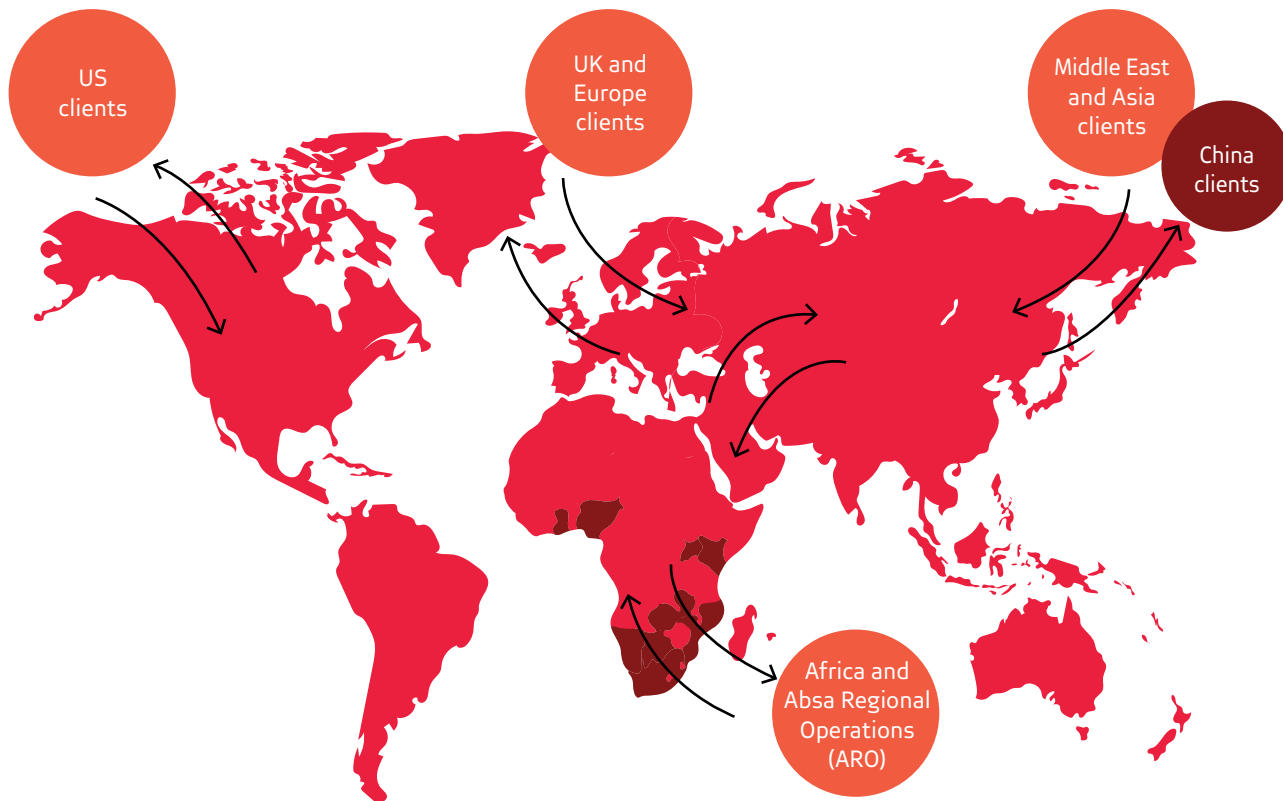 US
clients
UK and
Europe
clients
Middle East
and Asia
clients
China
clients
Africa and
Absa Regional
Operations
(ARO)